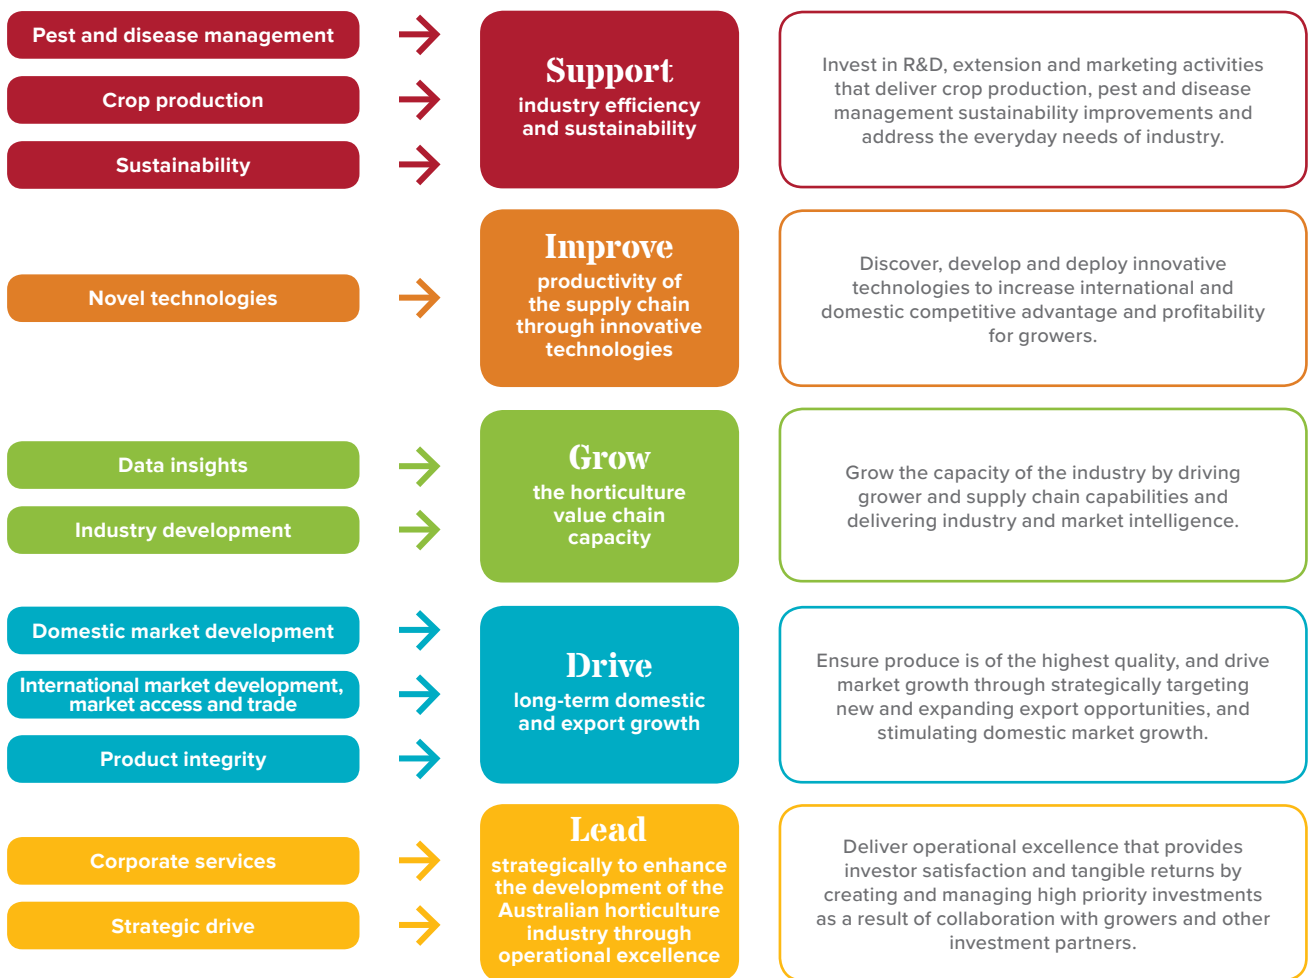 Pest and disease management
Crop production
Sustainability
Support
industry efficiency
and sustainability
Invest in R&D, extension and marketing activities
that deliver crop production, pest and disease
management sustainability improvements and
address the everyday needs of industry.
Novel technologies
Improve
productivity of
the supply chain
through innovative
technologies
Discover, develop and deploy innovative
technologies to increase international and
domestic competitive advantage and profitability
for growers.
Data insights
Industry development
Grow
the horticulture
value chain
capacity
Grow the capacity of the industry by driving
grower and supply chain capabilities and
delivering industry and market intelligence.
Domestic market development
International market development,
market access and trade
Product integrity
Drive
long-term domestic
and export growth
Ensure produce is of the highest quality, and drive
market growth through strategically targeting
new and expanding export opportunities, and
stimulating domestic market growth.
Corporate services
Strategic drive
Lead
strategically to enhance
the development of the
Australian horticulture
industry through
operational excellence
Deliver operational excellence that provides
investor satisfaction and tangible returns by
creating and managing high priority investments
as a result of collaboration with growers and other
investment partners.